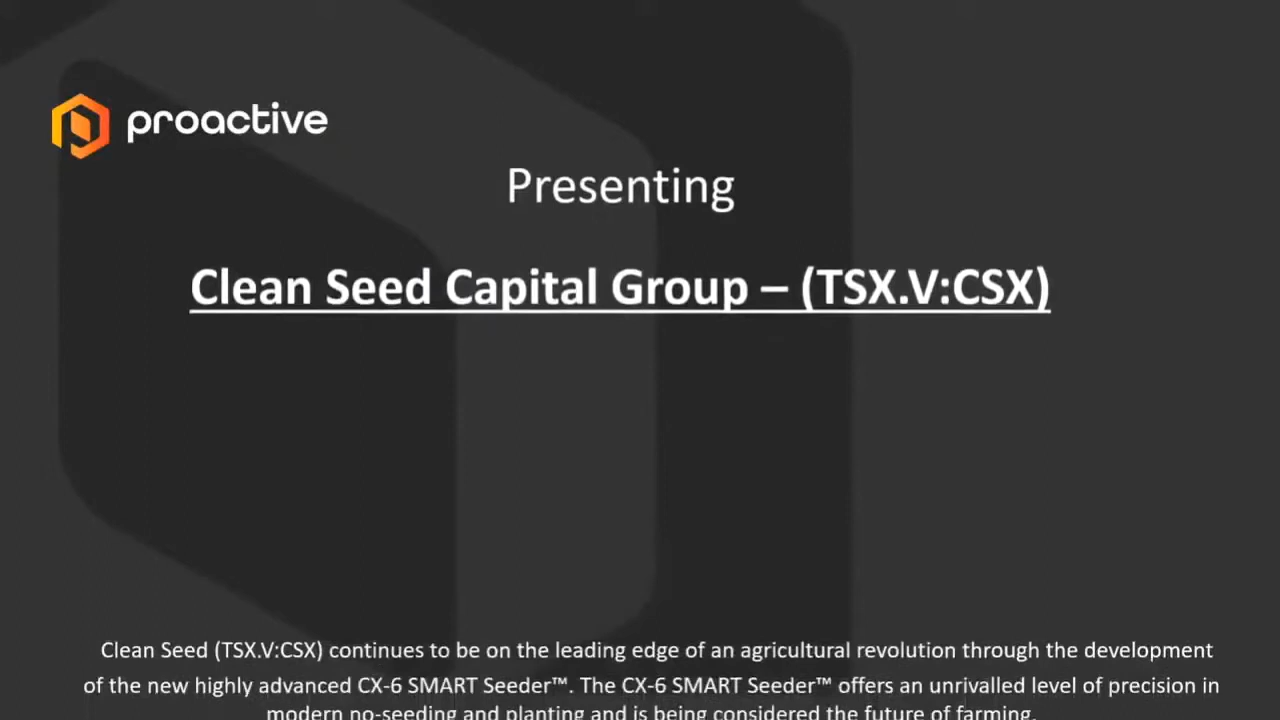 proactive
Presenting
Clean Seed Capital Group – (TSX.V:CSX)
Clean Seed (TSX.V:CSX) continues to be on the leading edge of an agricultural revolution through the development
of the new highly advanced CX-6 SMART Seeder™. The CX-6 SMART Seeder™ offers an unrivalled level of precision in
modern no-seeding and planting and is being considered the future of farming.